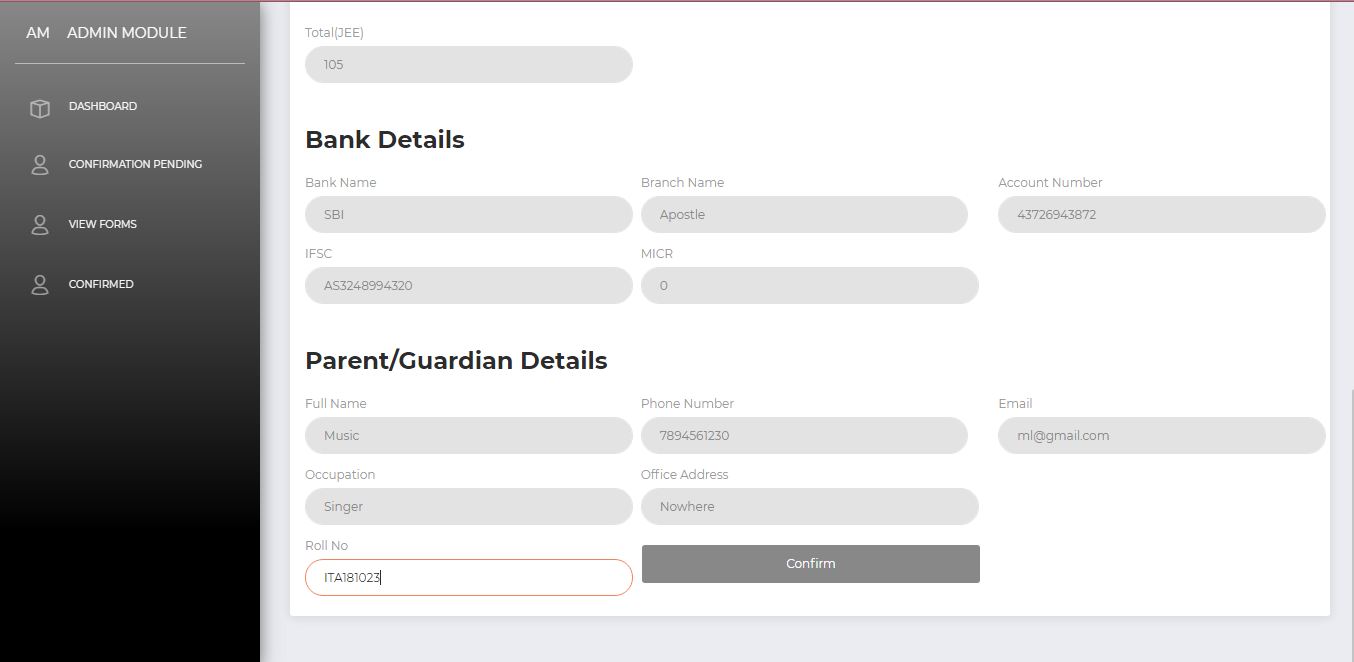 AM ADMIN MODULE
DASHBOARD
CONFIRMATION PENDING
VIEW FORMS
CONFIRMED
Total(JEE)
105
Bank Details
Bank Name Branch Name Account Number
SBI Apostle 43726943872
IFSC MICR
AS3248994320 0
Parent/Guardian Details
Full Name Phone Number Email
Music 7894561230 ml@gmail.com
Occupation Office Address
Singer Nowhere
Roll No
ITA181023 Confirm